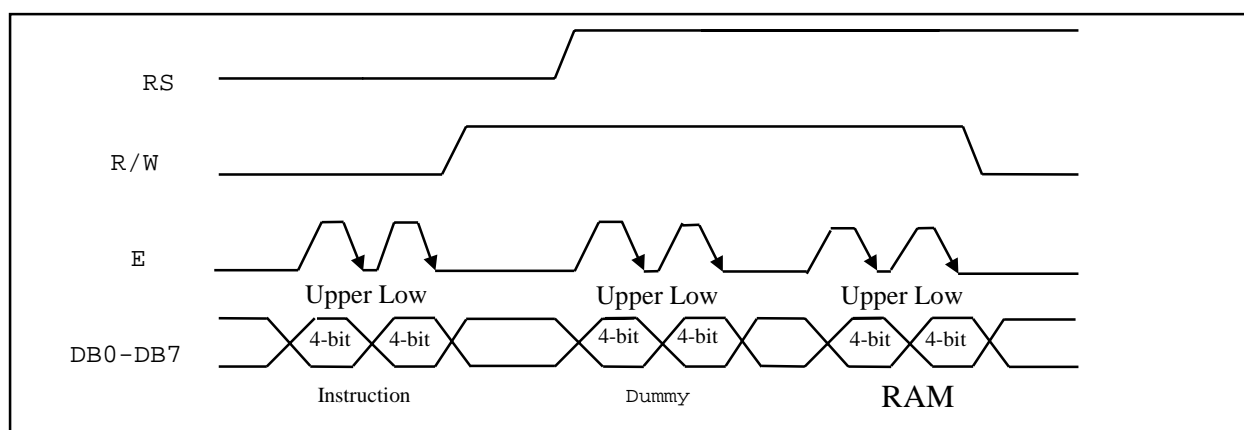 RS
R/W
E
Upper Low Upper Low Upper Low
DB0-DB7 4-bit 4-bit 4-bit 4-bit 4-bit 4-bit
Instruction Dummy RAM